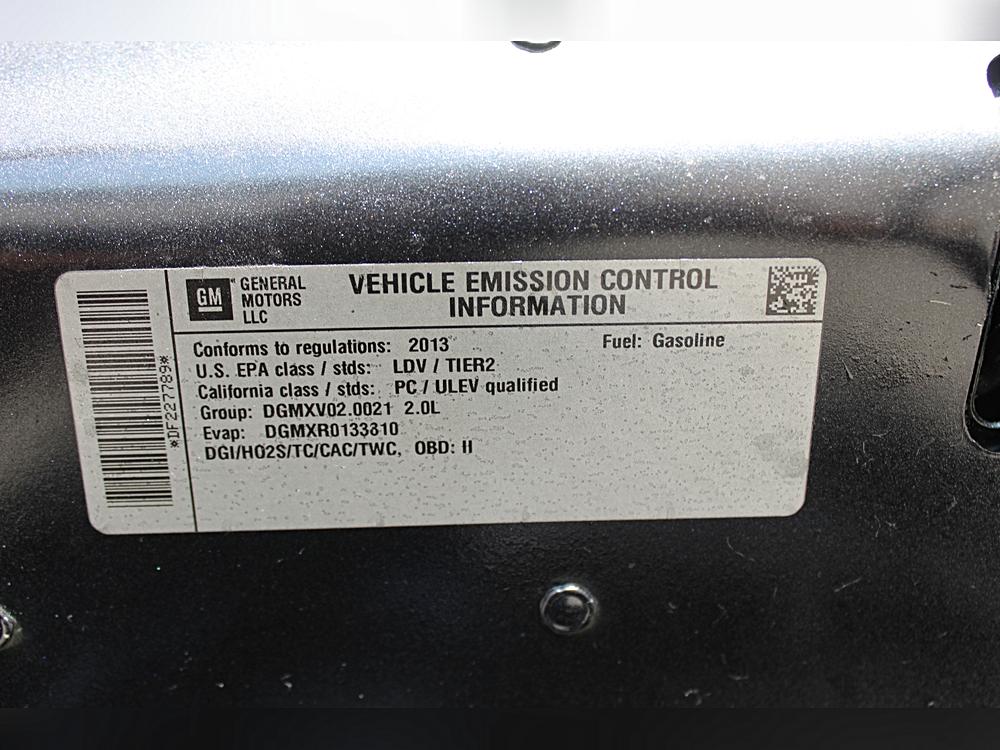 GM
GENERAL
MOTORS
LLC
VEHICLE EMISSION CONTROL
INFORMATION
Conforms to regulations: 2013
Fuel: Gasoline
U.S. EPA class / stds: LDV / TIER2
California class / stds: PC / ULEV qualified
Group: DGMXV02.0021 2.0L
Evap: DGMXR0133810
DGI/HO2S/TC/CAC/TWC, OBD: II
*DF227789*